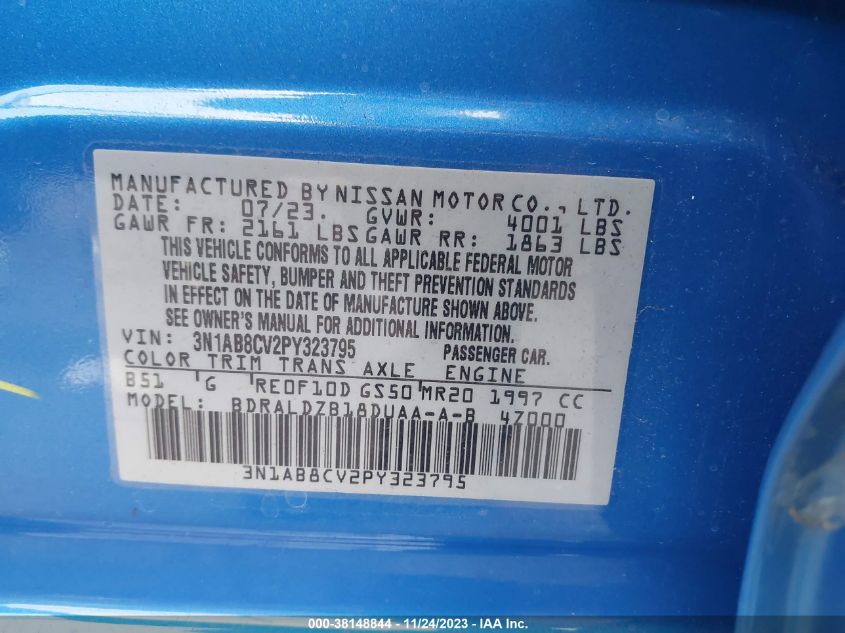 MANUFACTURED BY NISSAN MOTOR CO., LTD.
DATE: 07/23. GVWR: 4001 LBS
GAWR FR: 2161 LBS GAWR RR: 1863 LBS
THIS VEHICLE CONFORMS TO ALL APPLICABLE FEDERAL MOTOR
VEHICLE SAFETY, BUMPER AND THEFT PREVENTION STANDARDS
IN EFFECT ON THE DATE OF MANUFACTURE SHOWN ABOVE.
SEE OWNER'S MANUAL FOR ADDITIONAL INFORMATION.
VIN: 3N1AB8CV2PY323795 PASSENGER CAR.
COLOR TRIM TRANS AXLE ENGINE
B51 G RE0F10D GS50 MR20 1997 CC
MODEL: BDRALDZB18DUAA-A-B 4Z000
3N1AB8CV2PY323795
000-38148844 - 11/24/2023 - IAA Inc.